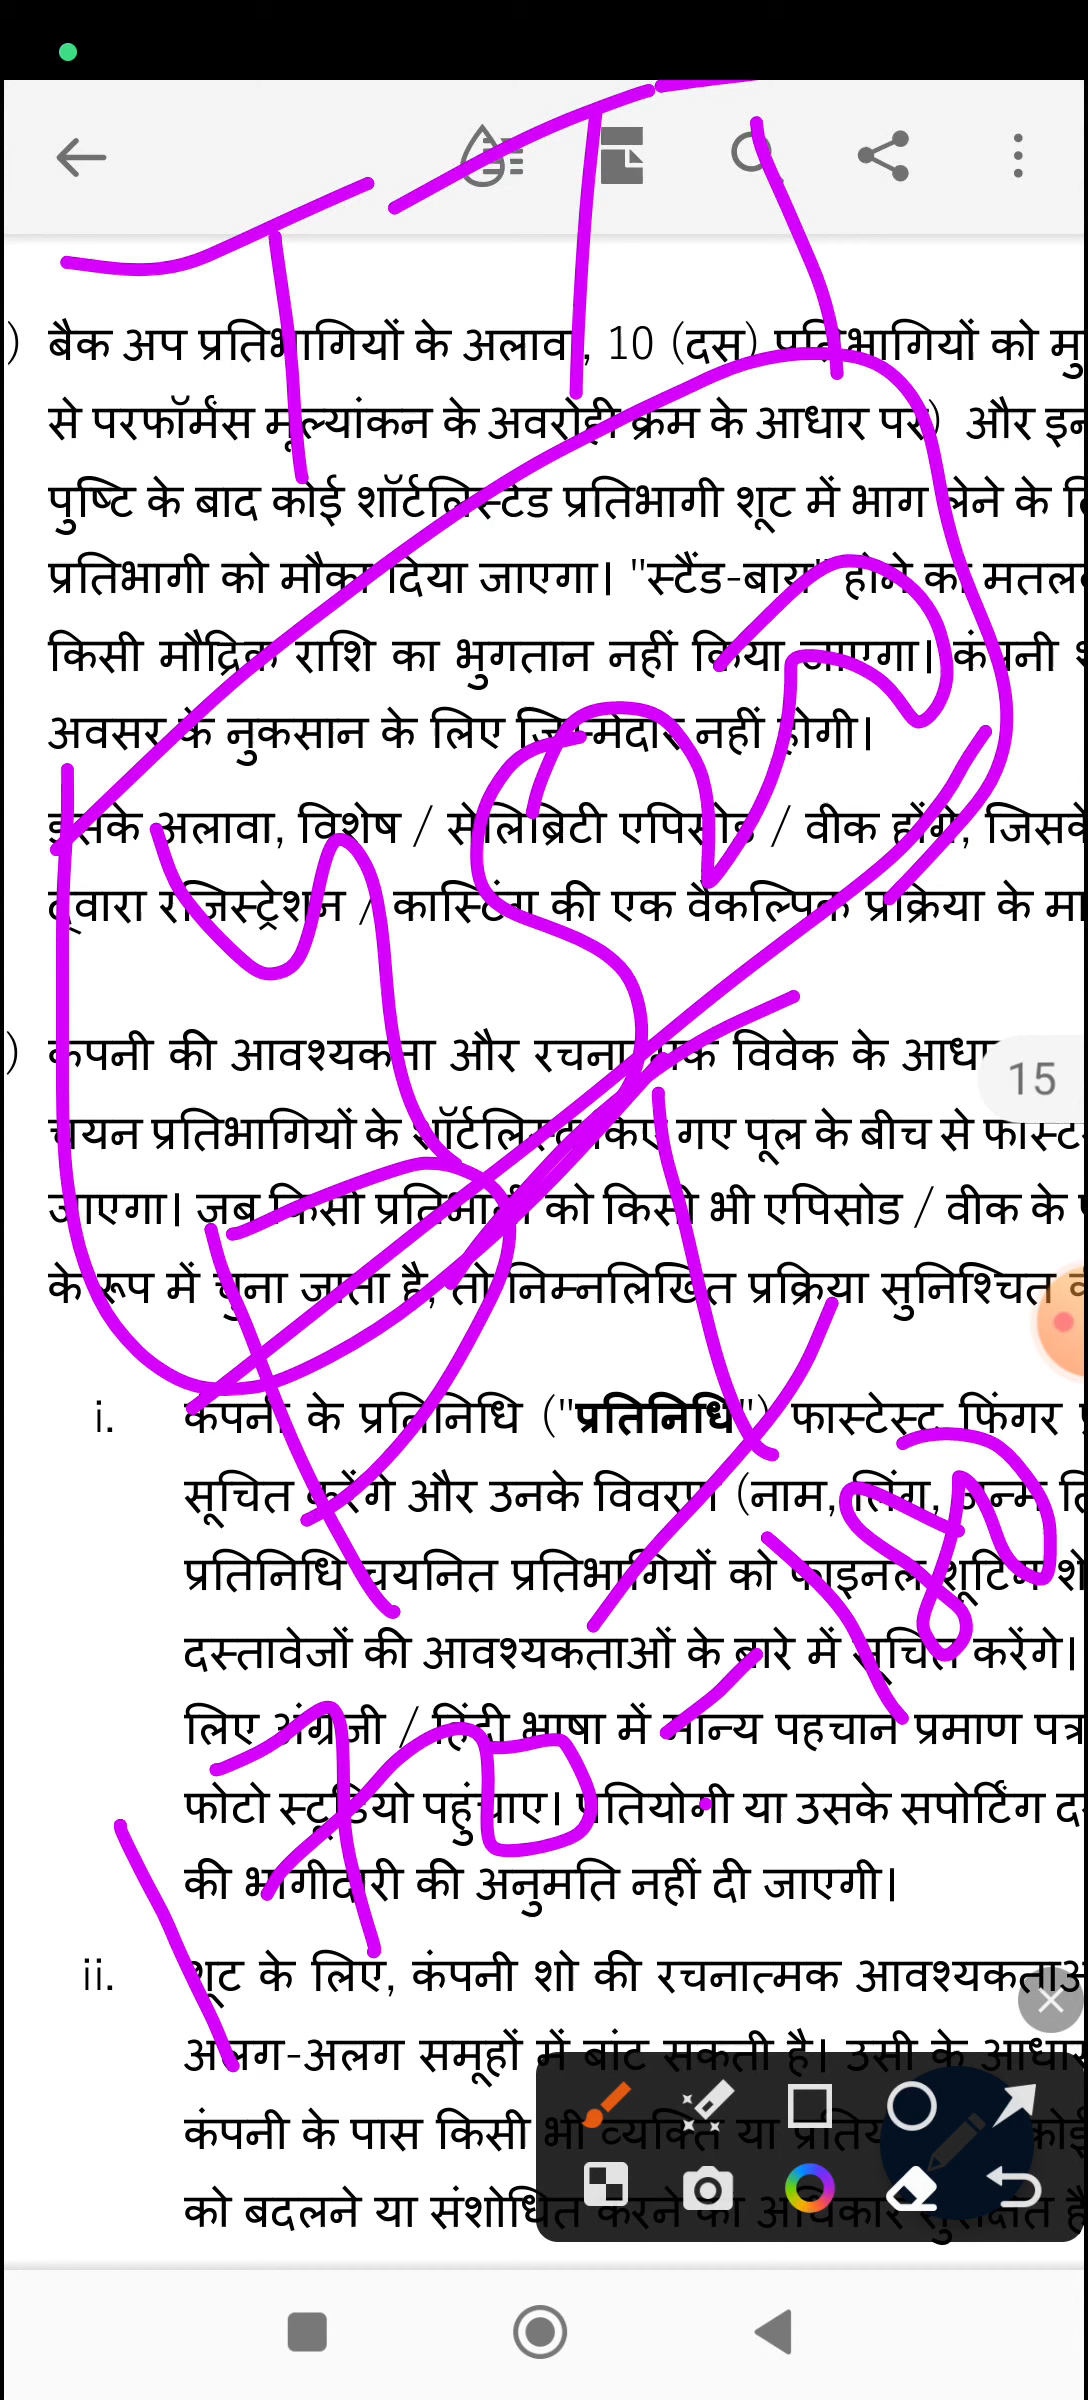 ) बैक अप प्रतिभागियों के अलावा, 10 (दस) प्रतिभागियों को मु
से परफॉर्मंस मूल्यांकन के अवरोही क्रम के आधार पर) और इन
पुष्टि के बाद कोई शॉर्टलिस्टेड प्रतिभागी शूट में भाग लेने के लि
प्रतिभागी को मौका दिया जाएगा। "स्टैंड-बाय" होने का मतलब
किसी मौद्रिक राशि का भुगतान नहीं किया जाएगा। कंपनी श
अवसर के नुकसान के लिए जिम्मेदार नहीं होगी।
इसके अलावा, विशेष / सेलिब्रिटी एपिसोड / वीक होंगे, जिसके
द्वारा रजिस्ट्रेशन / कास्टिंग की एक वैकल्पिक प्रक्रिया के मा
) कंपनी की आवश्यकता और रचनात्मक विवेक के आधा
15
चयन प्रतिभागियों के शॉर्टलिस्ट किए गए पूल के बीच से फास्टे
जाएगा। जब किसी प्रतिभागी को किसी भी एपिसोड / वीक के
के रूप में चुना जाता है, तो निम्नलिखित प्रक्रिया सुनिश्चित
i. कंपनी के प्रतिनिधि ("प्रतिनिधि") फास्टेस्ट फिंगर
सूचित करेंगे और उनके विवरण (नाम, लिंग, जन्म ति
प्रतिनिधि चयनित प्रतिभागियों को फाइनल शूटिंग शे
दस्तावेजों की आवश्यकताओं के बारे में सूचित करेंगे।
लिए अंग्रेजी / हिंदी भाषा में मान्य पहचान प्रमाण पत्र
फोटो स्टूडियो पहुंचाए। प्रतियोगी या उसके सपोर्टिंग द
की भागीदारी की अनुमति नहीं दी जाएगी।
ii. शूट के लिए, कंपनी शो की रचनात्मक आवश्यकताअ
अलग-अलग समूहों में बांट सकती है। उसी के आधार
कंपनी के पास किसी भी व्यक्ति या प्रतिय कोई
को बदलने या संशोधित करने का अधिकार सुरक्षित है